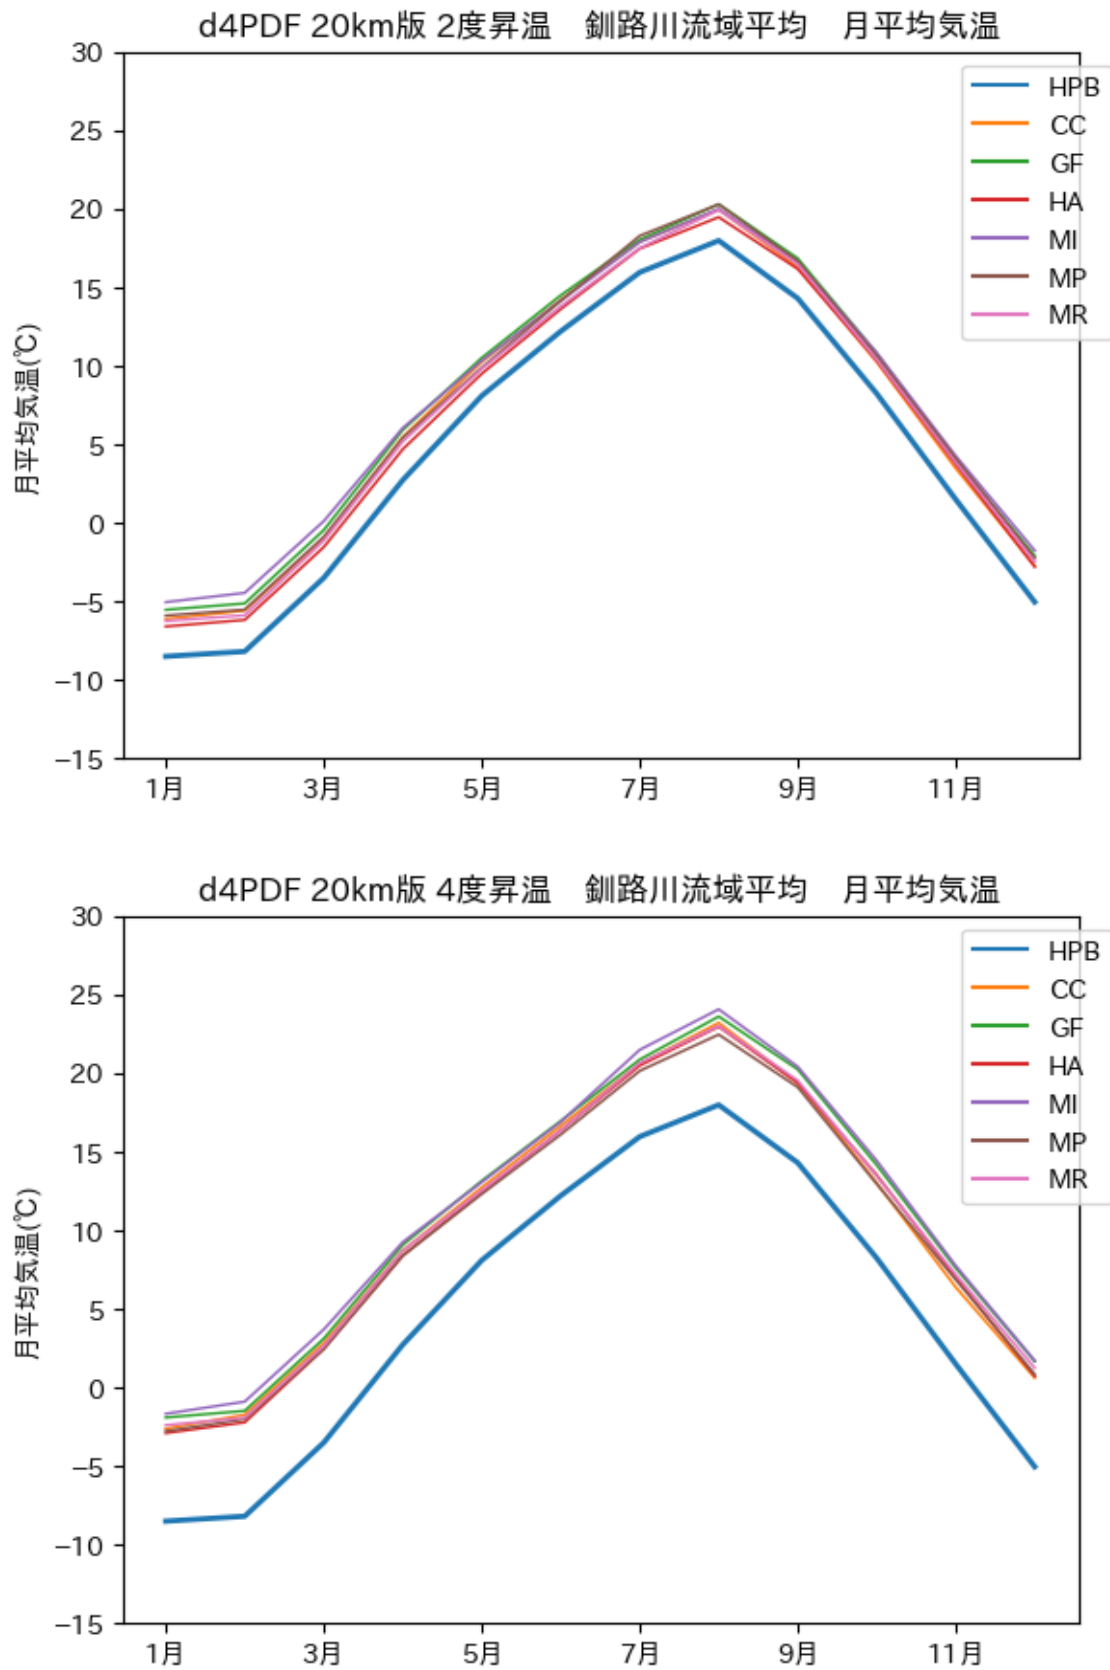 d4PDF 20km版 2度昇温　釧路川流域平均　月平均気温
30
25
20
15
10
5
0
−5
−10
−15
月平均気温(℃)
HPB
CC
GF
HA
MI
MP
MR
1月 3月 5月 7月 9月 11月
d4PDF 20km版 4度昇温　釧路川流域平均　月平均気温
30
25
20
15
10
5
0
−5
−10
−15
月平均気温(℃)
HPB
CC
GF
HA
MI
MP
MR
1月 3月 5月 7月 9月 11月